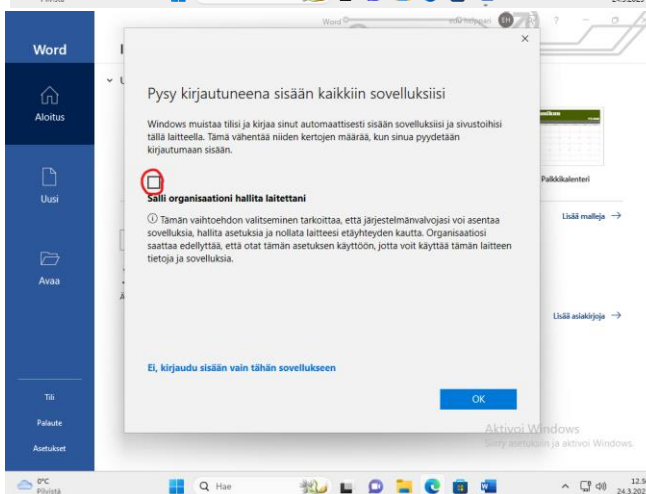 Word
EH
?
Word
Aloitus
Uusi
Avaa
Tili
Palaute
Asetukset
Pysy kirjautuneena sisään kaikkiin sovelluksiisi
Windows muistaa tilisi ja kirjaa sinut automaattisesti sisään sovelluksiisi ja sivustoihisi
tällä laitteella. Tämä vähentää niiden kertojen määrää, kun sinua pyydetään
kirjautumaan sisään.
Salli organisaationi hallita laitettani
Tämän vaihtoehdon valitseminen tarkoittaa, että järjestelmänvalvojasi voi asentaa
sovelluksia, hallita asetuksia ja nollata laitteesi etäyhteyden kautta. Organisaatiosi
saattaa edellyttää, että otat tämän asetuksen käyttöön, jotta voit käyttää tämän laitteen
tietoja ja sovelluksia.
Ei, kirjaudu sisään vain tähän sovellukseen
OK
Palkkikalenteri
Lisää malleja
Lisää asiakirjoja
Aktivoi Windows
Siirry asetuksiin ja aktivoi Windows.
0°C
Pilvistä
Hae